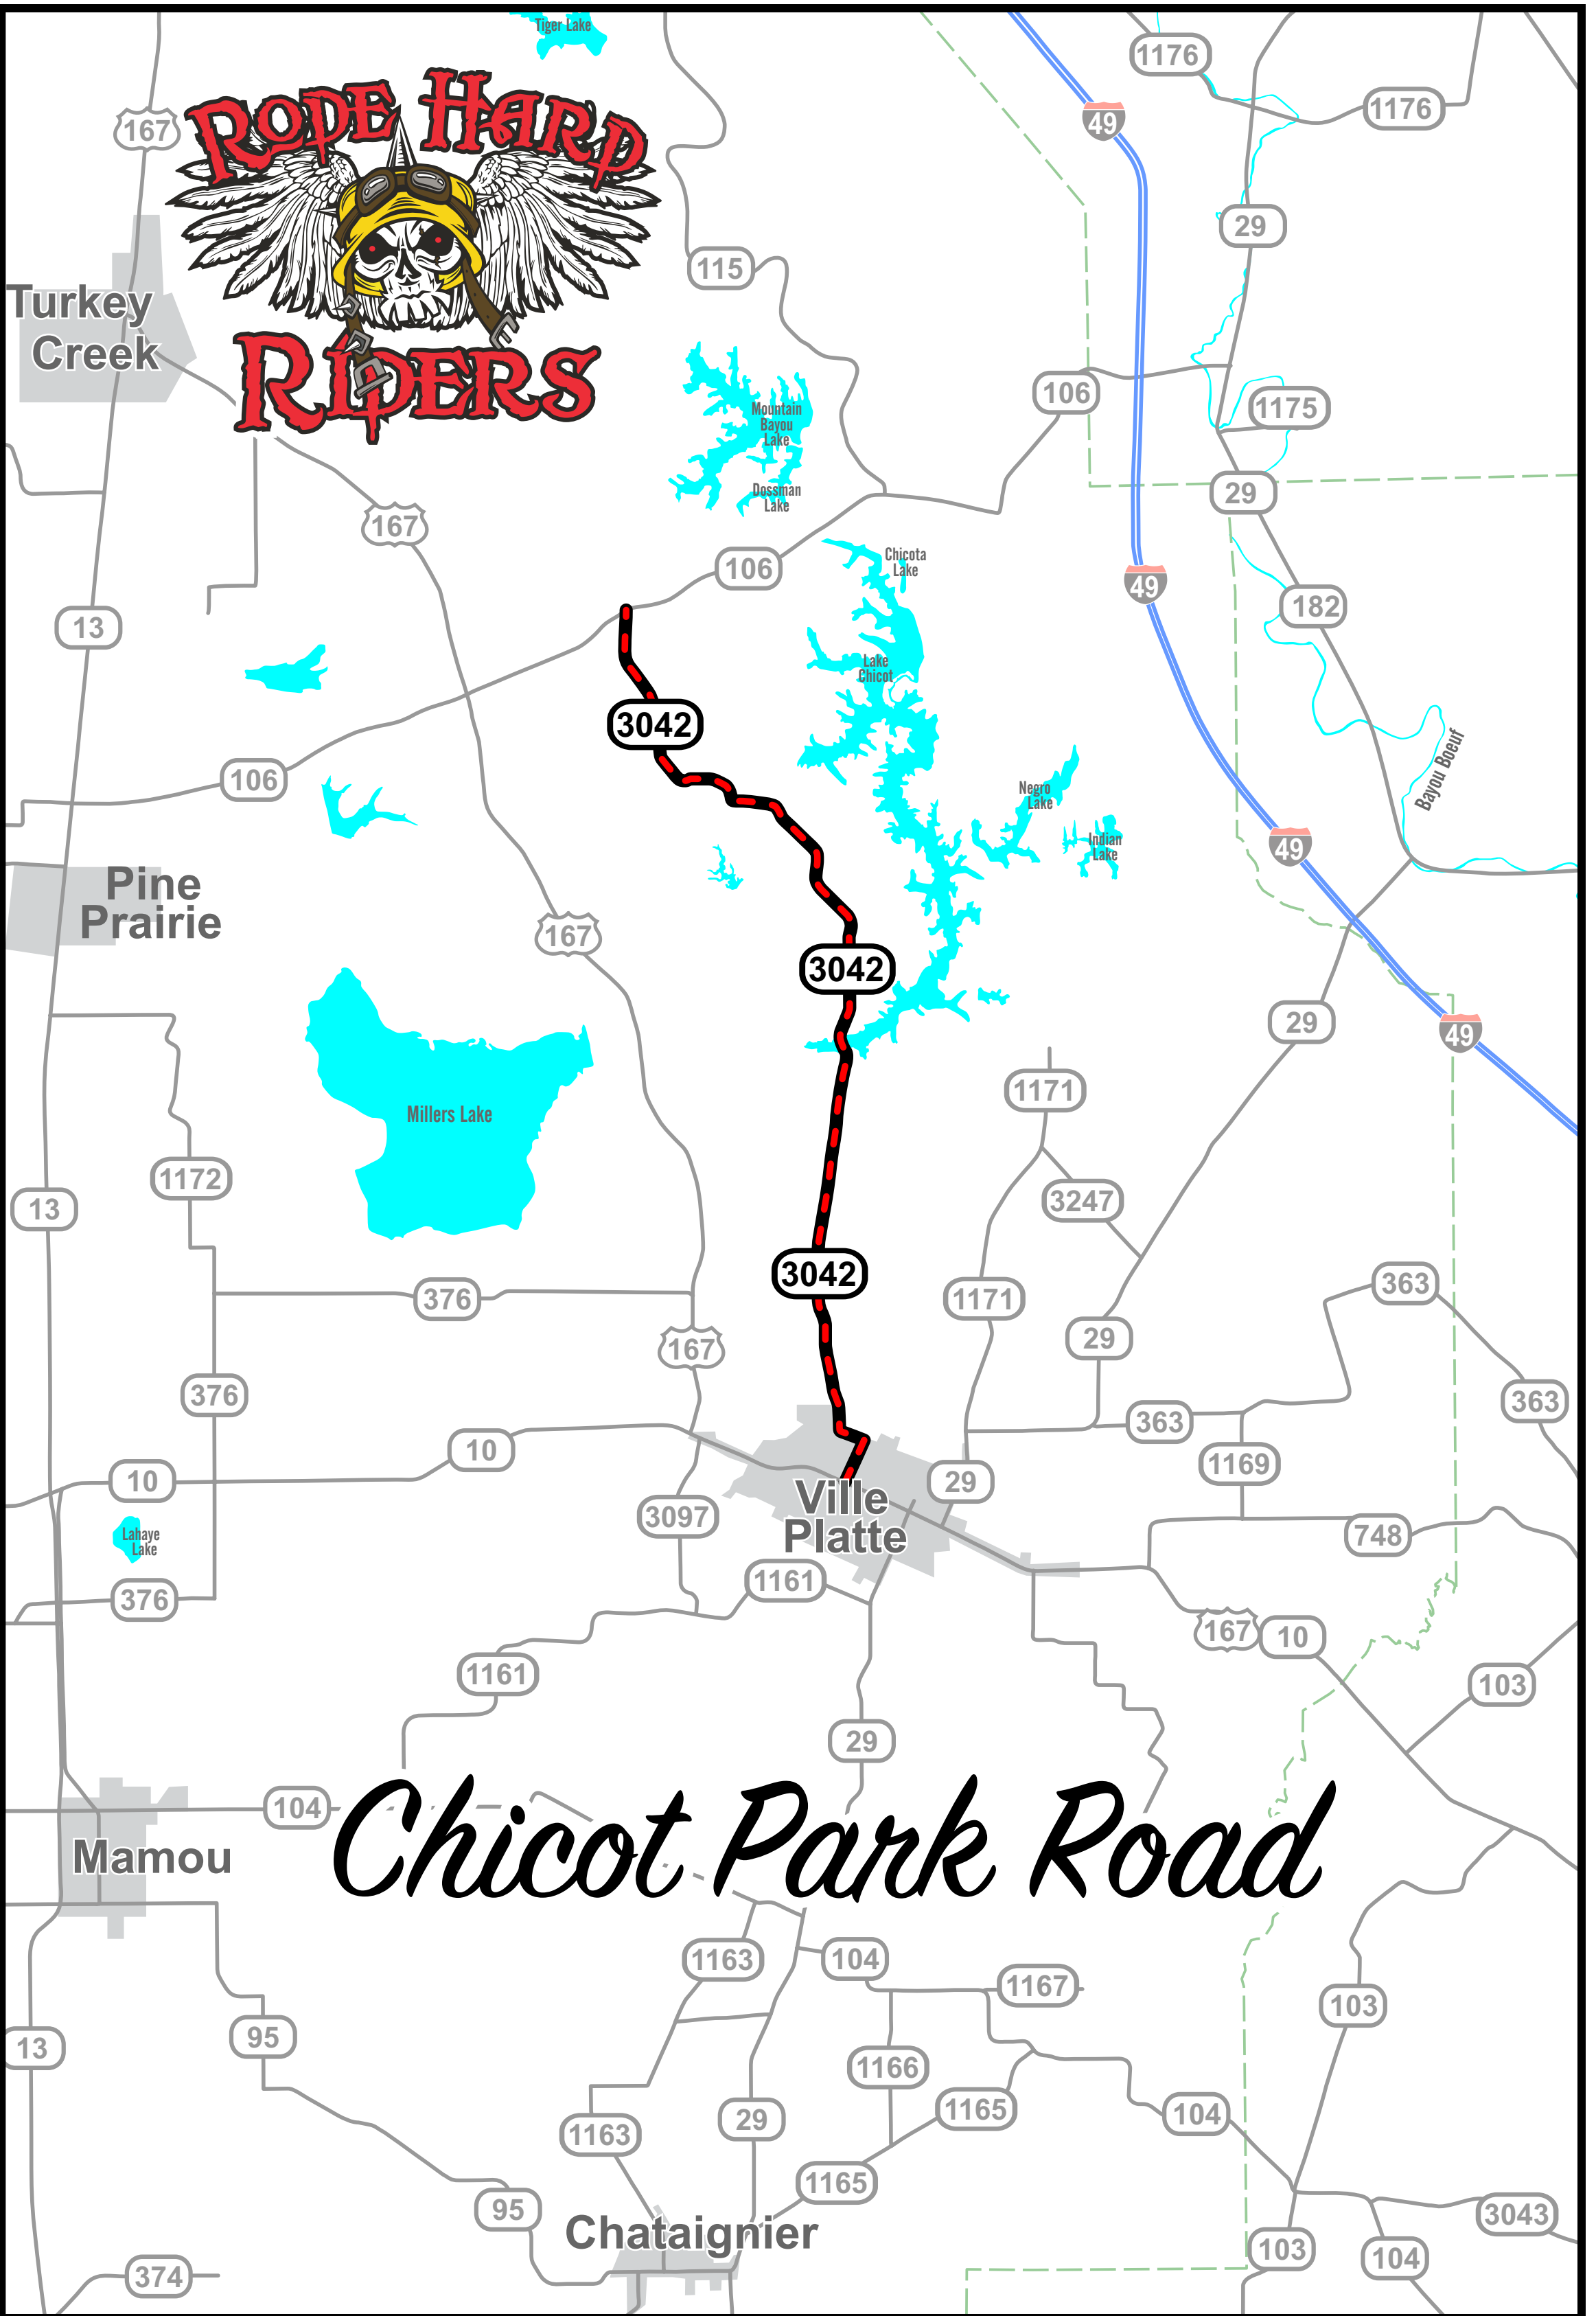 Tiger Lake
1176
49
1176
167
RODE HARD
RIDERS
29
115
Turkey
Creek
106
1175
Mountain
Bayou
Lake
Dossman
Lake
29
167
Chicota
Lake
106
49
182
13
Lake
Chicot
3042
Bayou Boeuf
106
Negro
Lake
Indian
Lake
49
Pine
Prairie
167
3042
29
49
1171
Millers Lake
1172
3247
13
3042
363
376
1171
29
167
376
363
363
10
1169
10
29
Ville
Platte
3097
748
Lahaye
Lake
1161
376
167
10
1161
103
29
104
Chicot Park Road
Mamou
1163
104
1167
103
95
13
1166
1165
104
29
1163
1165
95
3043
Chataignier
103
104
374